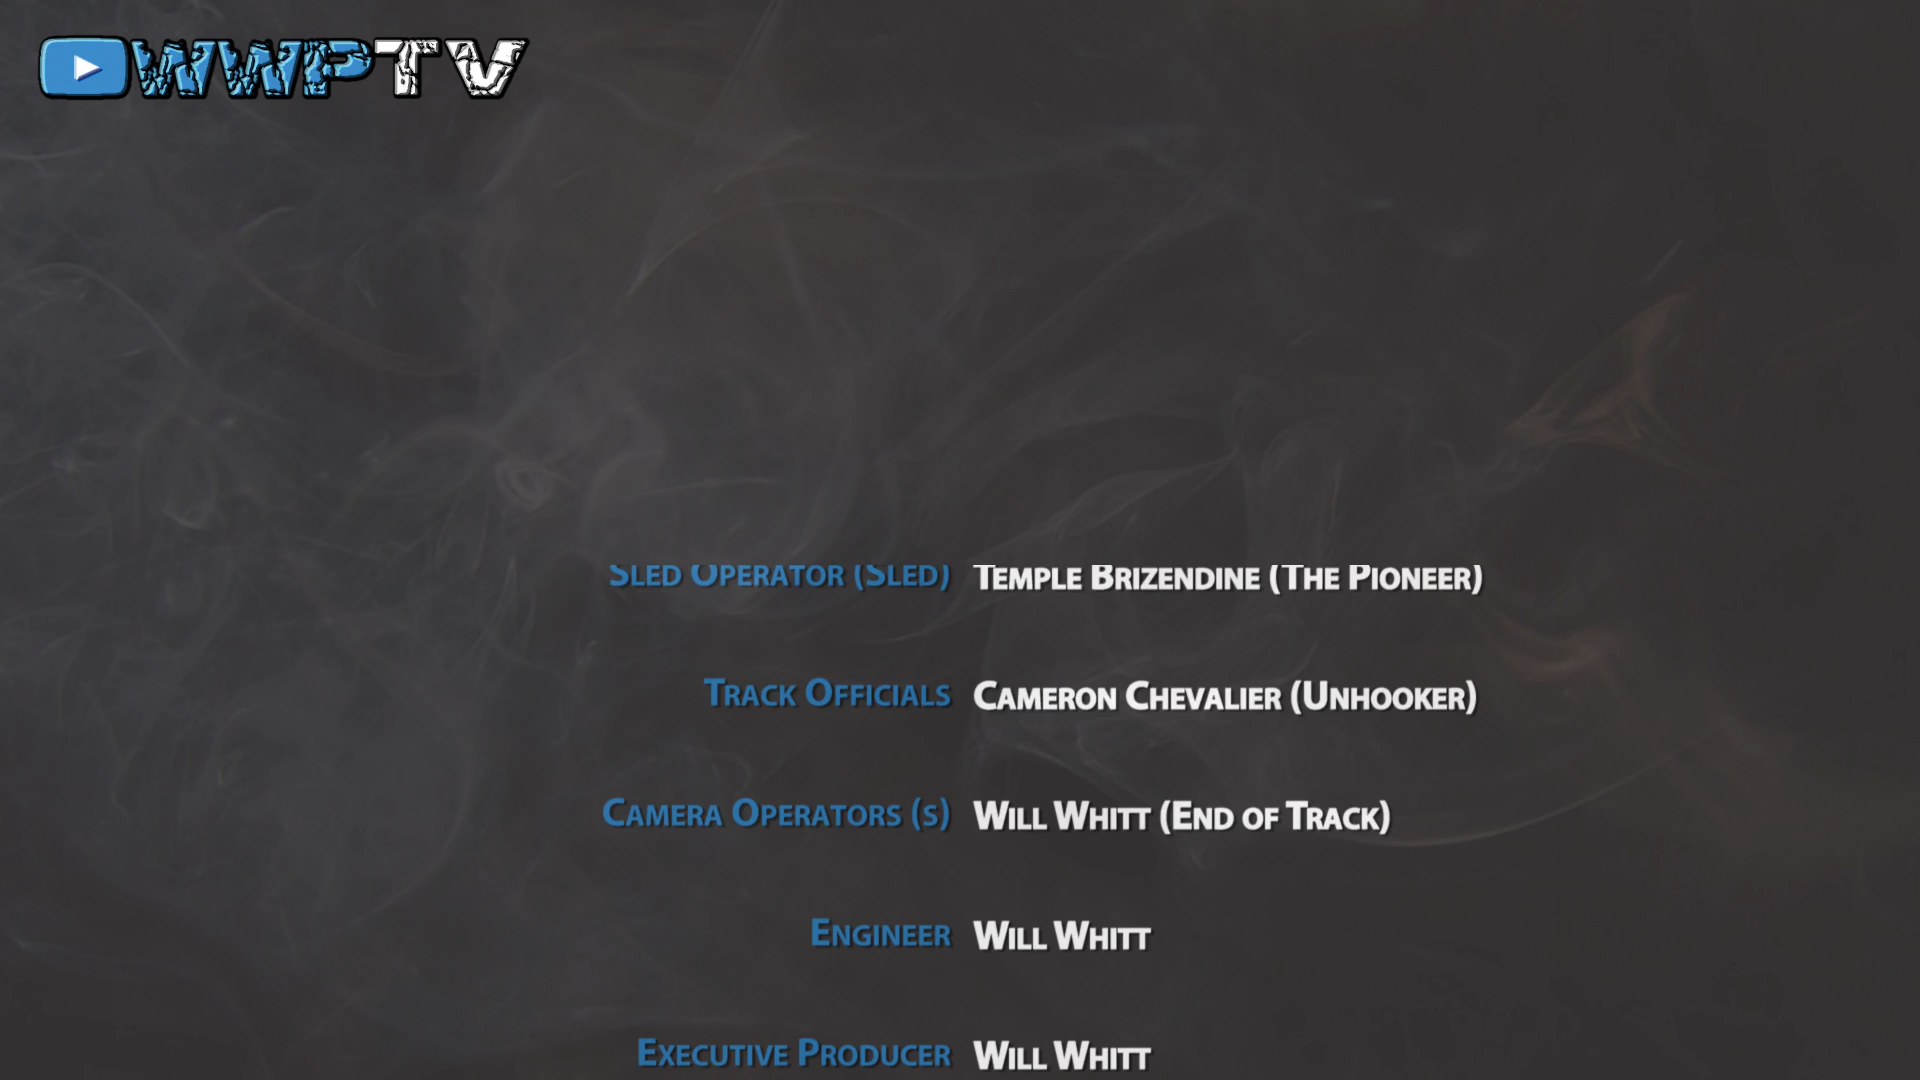 WWPTV
Sled Operator (Sled) Temple Brizendine (The Pioneer)
Track Officials Cameron Chevalier (Unhooker)
Camera Operators (s) Will Whitt (End of Track)
Engineer Will Whitt
Executive Producer Will Whitt